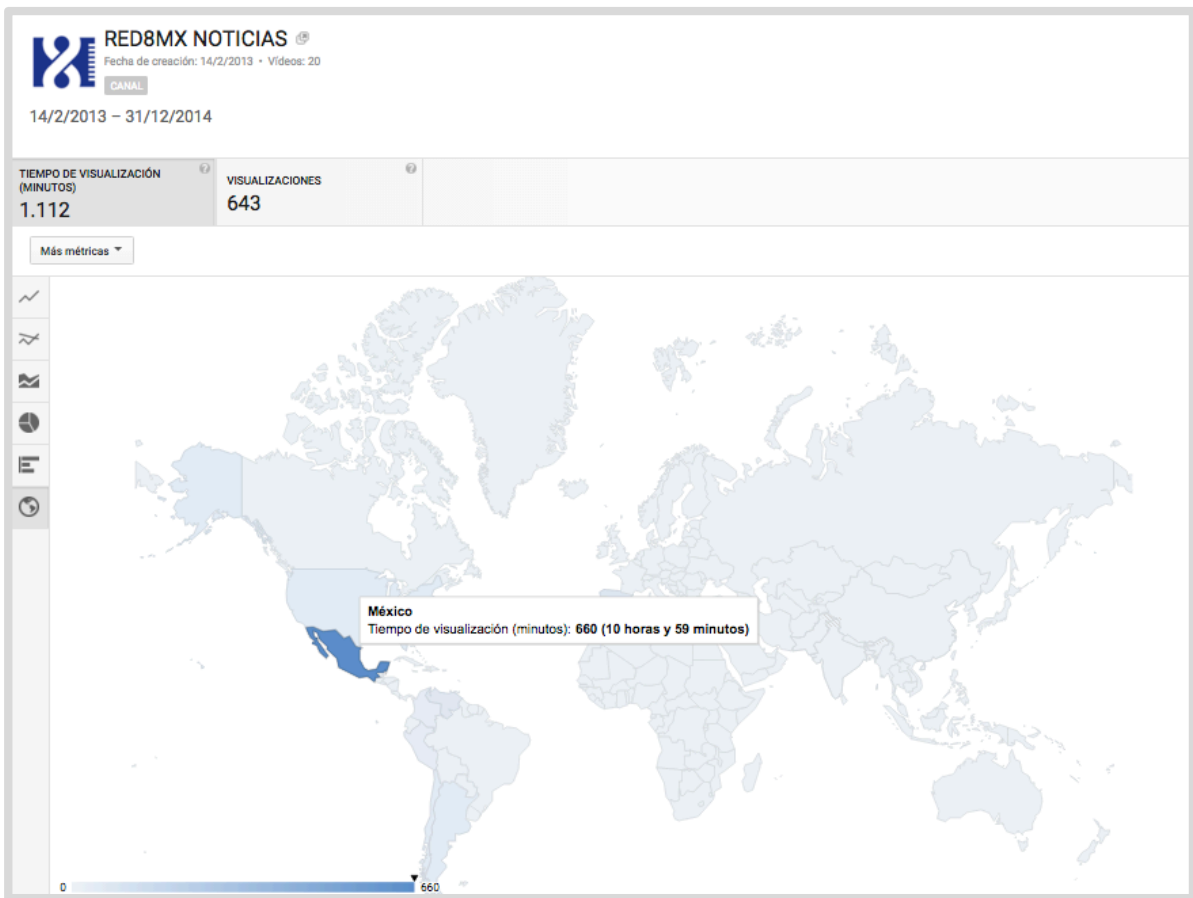 RED8MX NOTICIAS
Fecha de creación: 14/2/2013 • Vídeos: 20
CANAL
14/2/2013 – 31/12/2014
TIEMPO DE VISUALIZACIÓN
(MINUTOS)
1.112
VISUALIZACIONES
643
Más métricas
México
Tiempo de visualización (minutos): 660 (10 horas y 59 minutos)
0
660